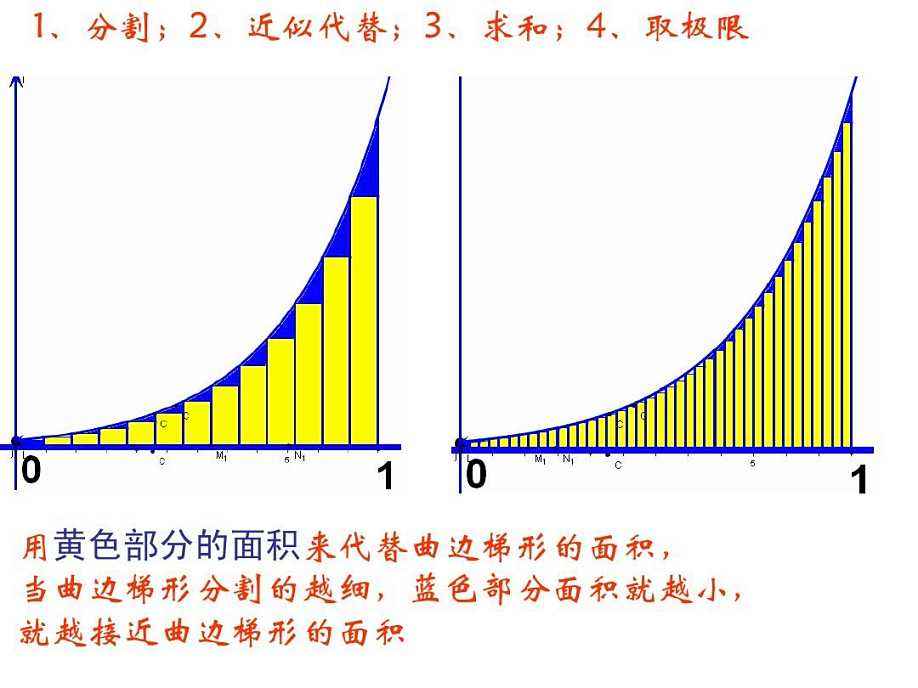 1、分割；2、近似代替；3、求和；4、取极限
C C
C M₁ 6 N₁
0 1
C C
M₁ N₁ C 5
0 1
用黄色部分的面积来代替曲边梯形的面积，
当曲边梯形分割的越细，蓝色部分面积就越小，
就越接近曲边梯形的面积